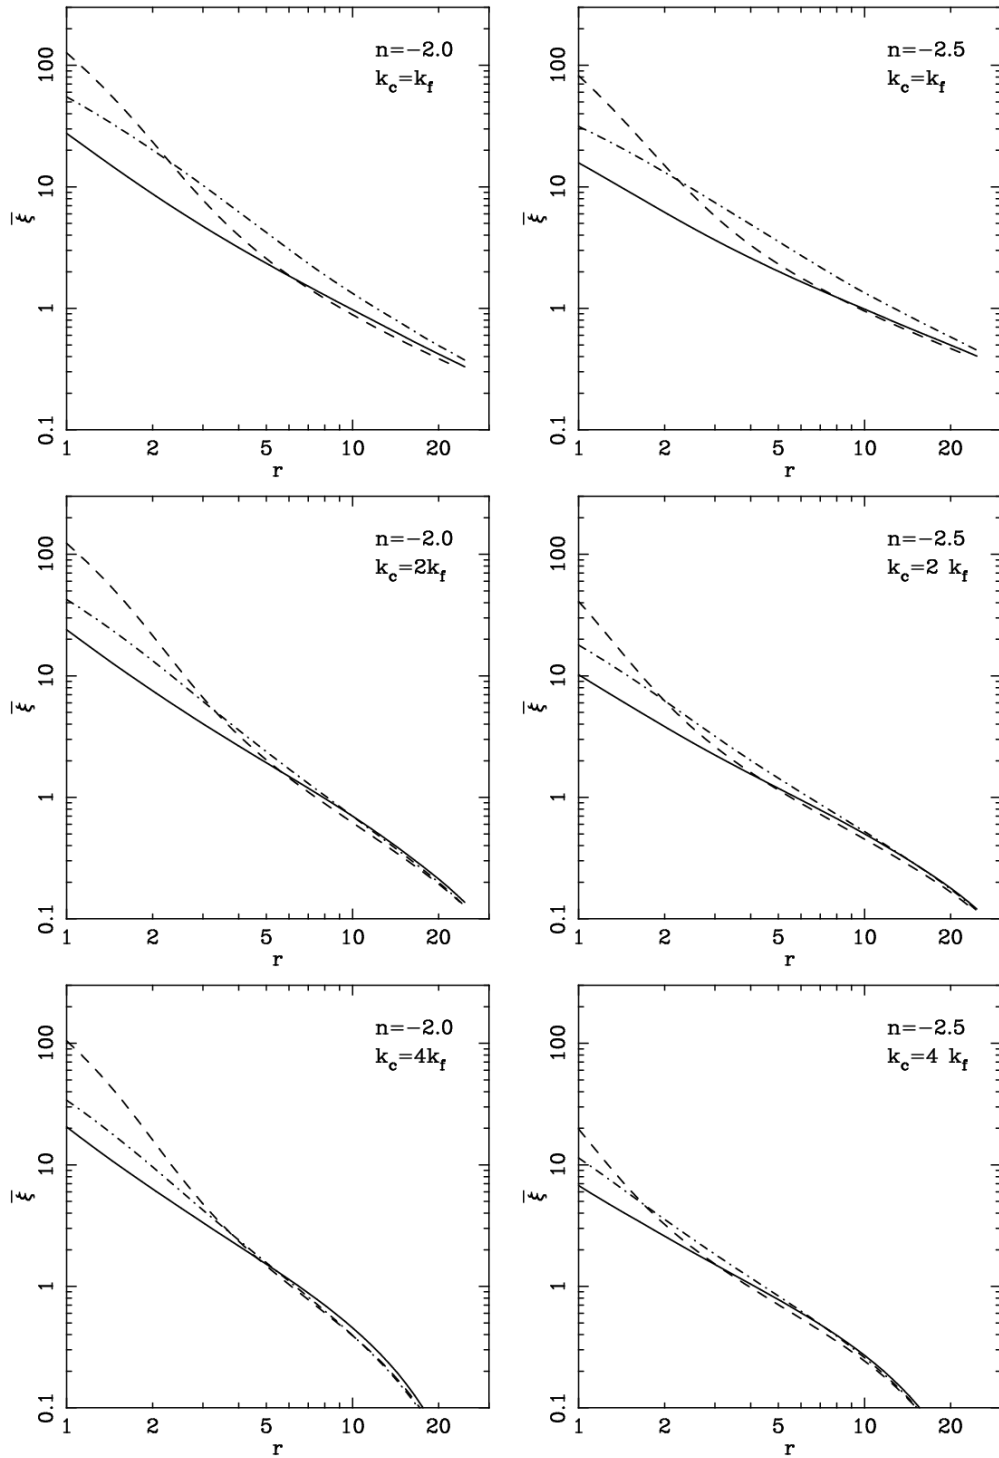 n=−2.0
k_c=k_f
100
10
1
0.1
ξ̅
1 2 5 10 20
r
n=−2.5
k_c=k_f
100
10
1
0.1
ξ̅
1 2 5 10 20
r
n=−2.0
k_c=2k_f
100
10
1
0.1
ξ̅
1 2 5 10 20
r
n=−2.5
k_c=2 k_f
100
10
1
0.1
ξ̅
1 2 5 10 20
r
n=−2.0
k_c=4k_f
100
10
1
0.1
ξ̅
1 2 5 10 20
r
n=−2.5
k_c=4 k_f
100
10
1
0.1
ξ̅
1 2 5 10 20
r